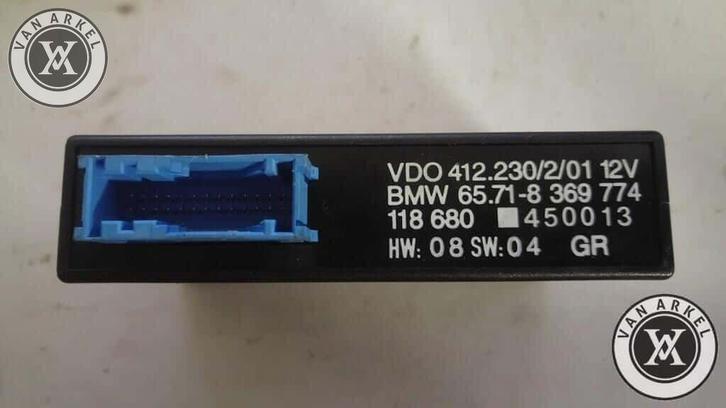 VAN ARKEL
VDO 412.230/2/01 12V
BMW 65.71-8 369 774
118 680 450013
HW: 08 SW: 04 GR
VAN ARKEL